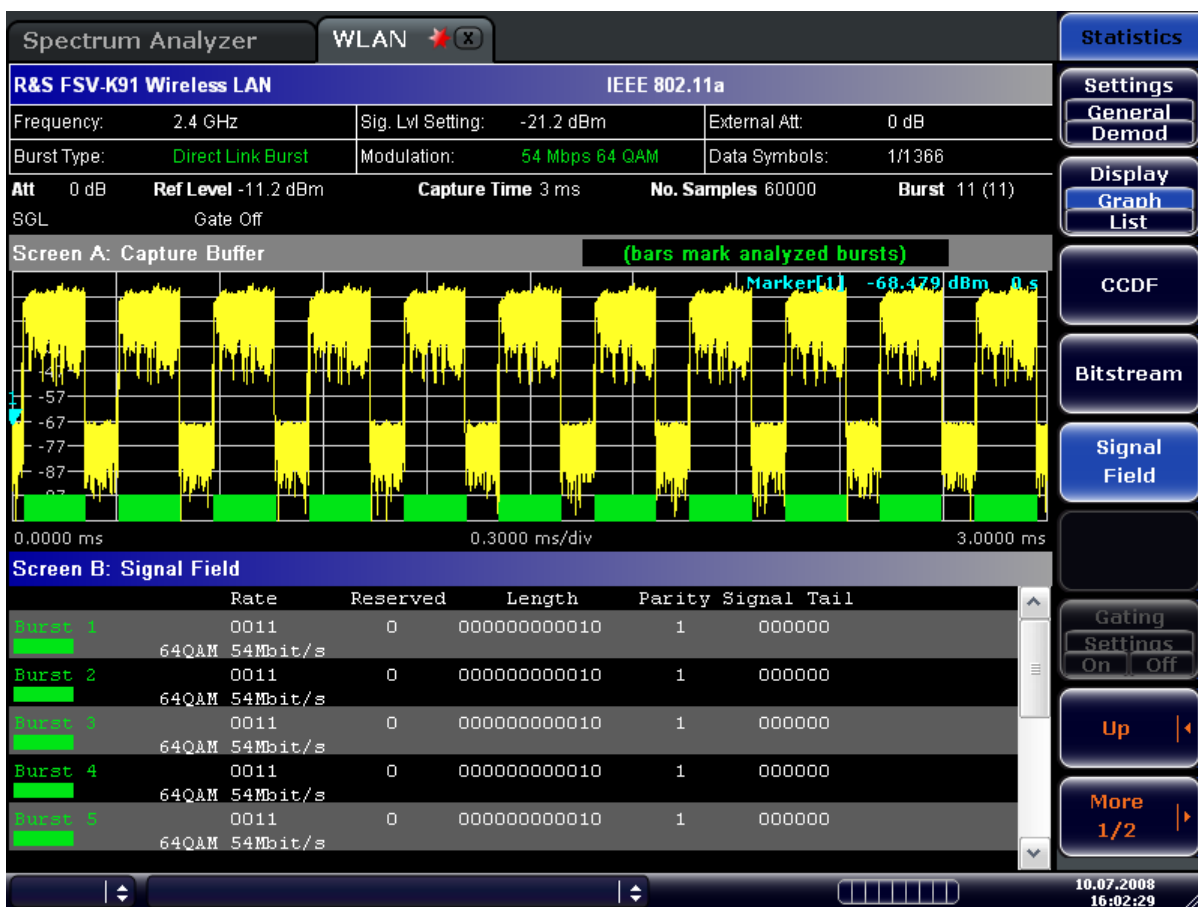 Spectrum Analyzer WLAN X
Statistics
R&S FSV-K91 Wireless LAN IEEE 802.11a
Frequency: 2.4 GHz Sig. Lvl Setting: -21.2 dBm External Att: 0 dB
Burst Type: Direct Link Burst Modulation: 54 Mbps 64 QAM Data Symbols: 1/1366
Att 0 dB Ref Level -11.2 dBm Capture Time 3 ms No. Samples 60000 Burst 11 (11)
SGL Gate Off
Screen A: Capture Buffer (bars mark analyzed bursts)
Marker[1] -68.479 dBm 0 s
-47
1
-57
-67
-77
-87
-97
0.0000 ms 0.3000 ms/div 3.0000 ms
Screen B: Signal Field
Rate Reserved Length Parity Signal Tail
Burst 1 0011 0 000000000010 1 000000
64QAM 54Mbit/s
Burst 2 0011 0 000000000010 1 000000
64QAM 54Mbit/s
Burst 3 0011 0 000000000010 1 000000
64QAM 54Mbit/s
Burst 4 0011 0 000000000010 1 000000
64QAM 54Mbit/s
Burst 5 0011 0 000000000010 1 000000
64QAM 54Mbit/s
Settings
General
Demod
Display
Graph
List
CCDF
Bitstream
Signal
Field
Gating
Settings
On Off
Up
More
1/2
10.07.2008
16:02:29